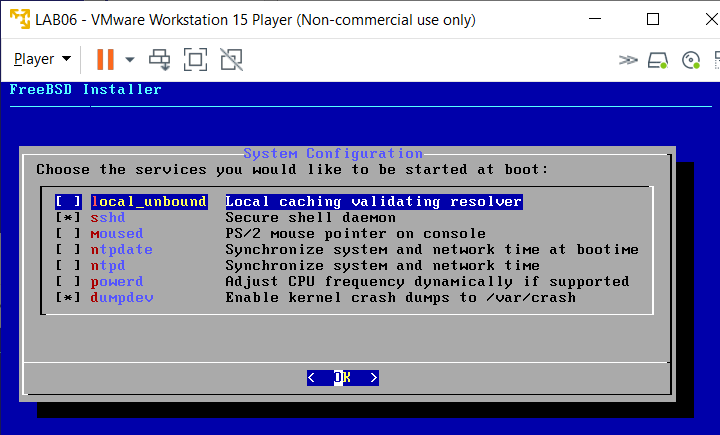 LAB06 - VMware Workstation 15 Player (Non-commercial use only)
Player
FreeBSD Installer
System Configuration
Choose the services you would like to be started at boot:
[ ] local_unbound Local caching validating resolver
[*] sshd Secure shell daemon
[ ] moused PS/2 mouse pointer on console
[ ] ntpdate Synchronize system and network time at bootime
[ ] ntpd Synchronize system and network time
[ ] powerd Adjust CPU frequency dynamically if supported
[*] dumpdev Enable kernel crash dumps to /var/crash
< OK >